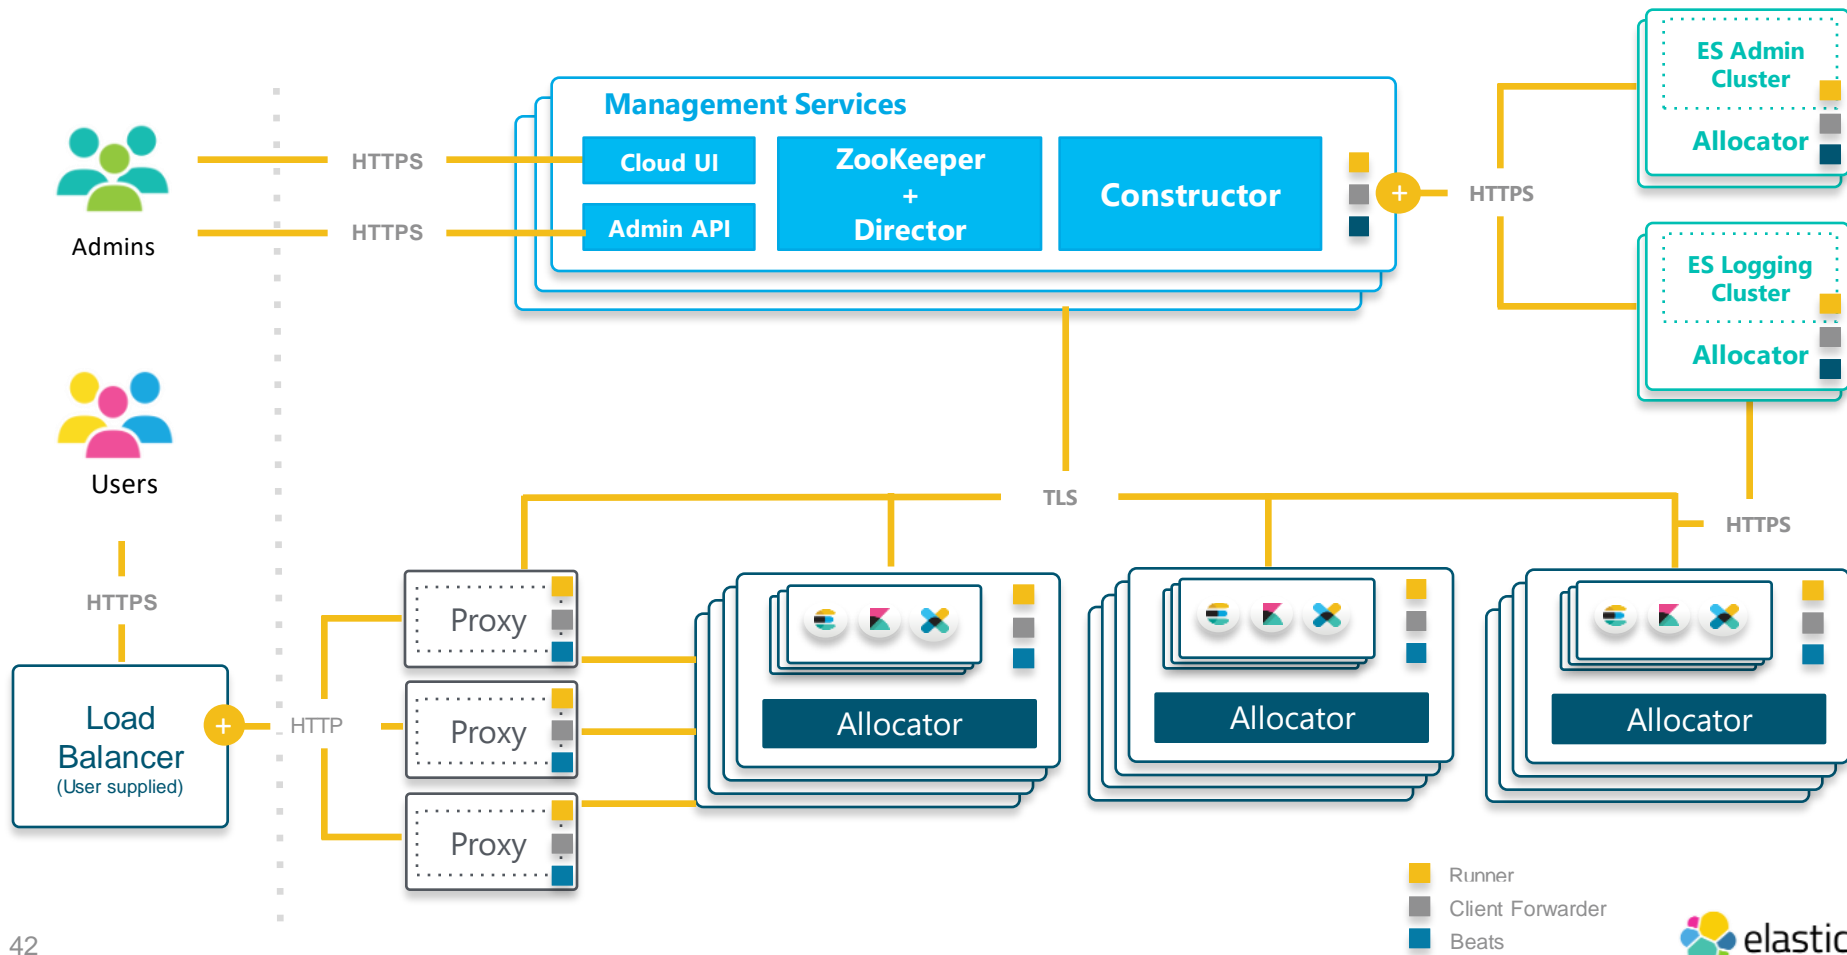 ES Admin
Cluster
Allocator
Management Services
Cloud UI
Admin API
ZooKeeper
+
Director
Constructor
+
HTTPS
HTTPS
HTTPS
Admins
ES Logging
Cluster
Allocator
Users
TLS
HTTPS
HTTPS
Load
Balancer
(User supplied)
+
HTTP
Proxy
Proxy
Proxy
Allocator
Allocator
Allocator
Runner
Client Forwarder
Beats
elastic
42